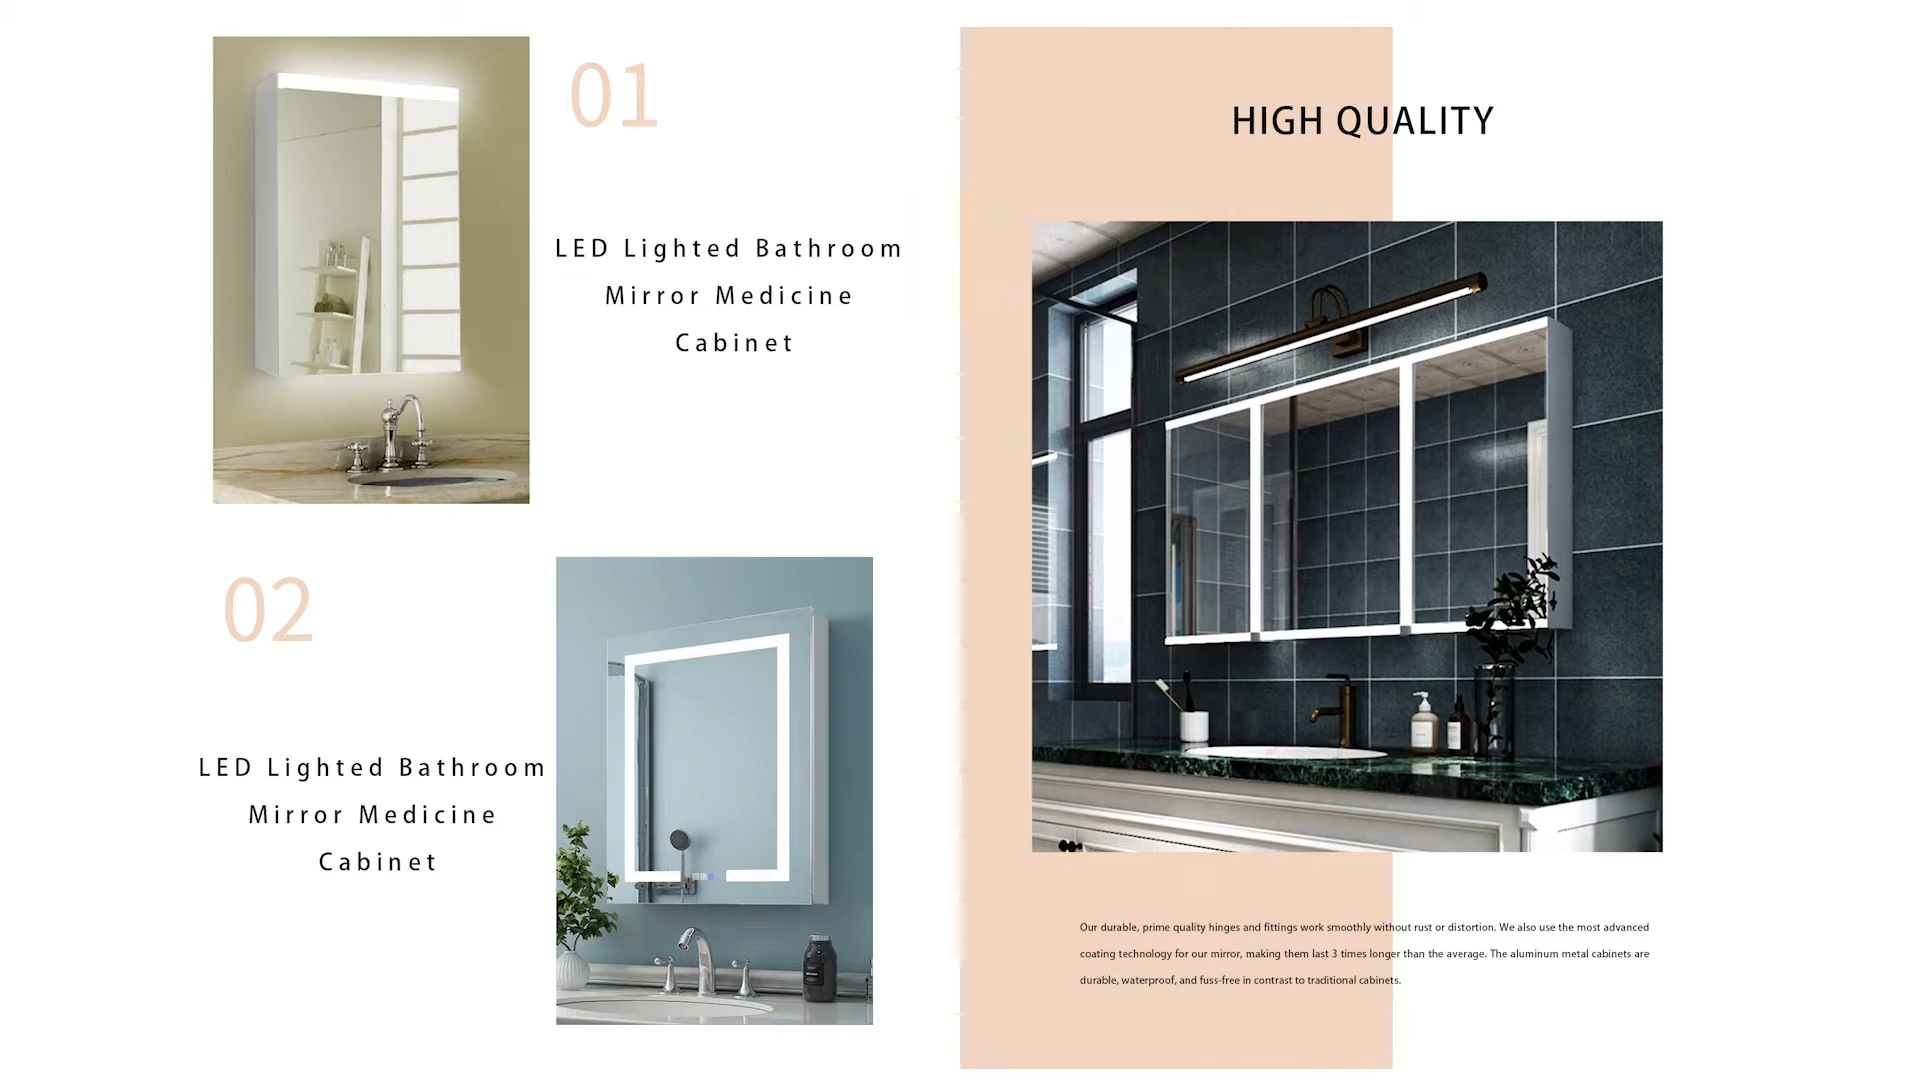 01
LED Lighted Bathroom
Mirror Medicine
Cabinet
02
LED Lighted Bathroom
Mirror Medicine
Cabinet
HIGH QUALITY
Our durable, prime quality hinges and fittings work smoothly without rust or distortion. We also use the most advanced
coating technology for our mirror, making them last 3 times longer than the average. The aluminum metal cabinets are
durable, waterproof, and fuss-free in contrast to traditional cabinets.